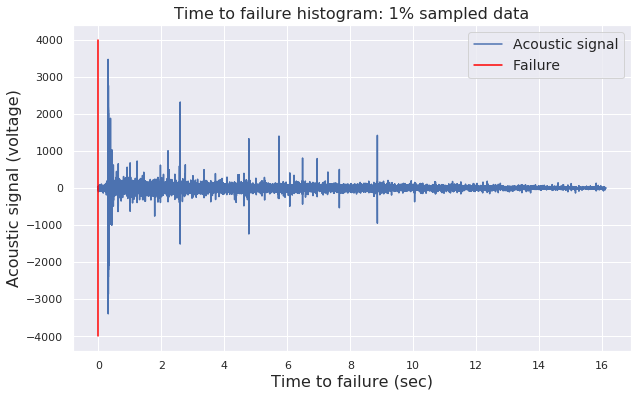 Time to failure histogram: 1% sampled data
Acoustic signal
Failure
Acoustic signal (voltage)
4000
3000
2000
1000
0
−1000
−2000
−3000
−4000
0 2 4 6 8 10 12 14 16
Time to failure (sec)